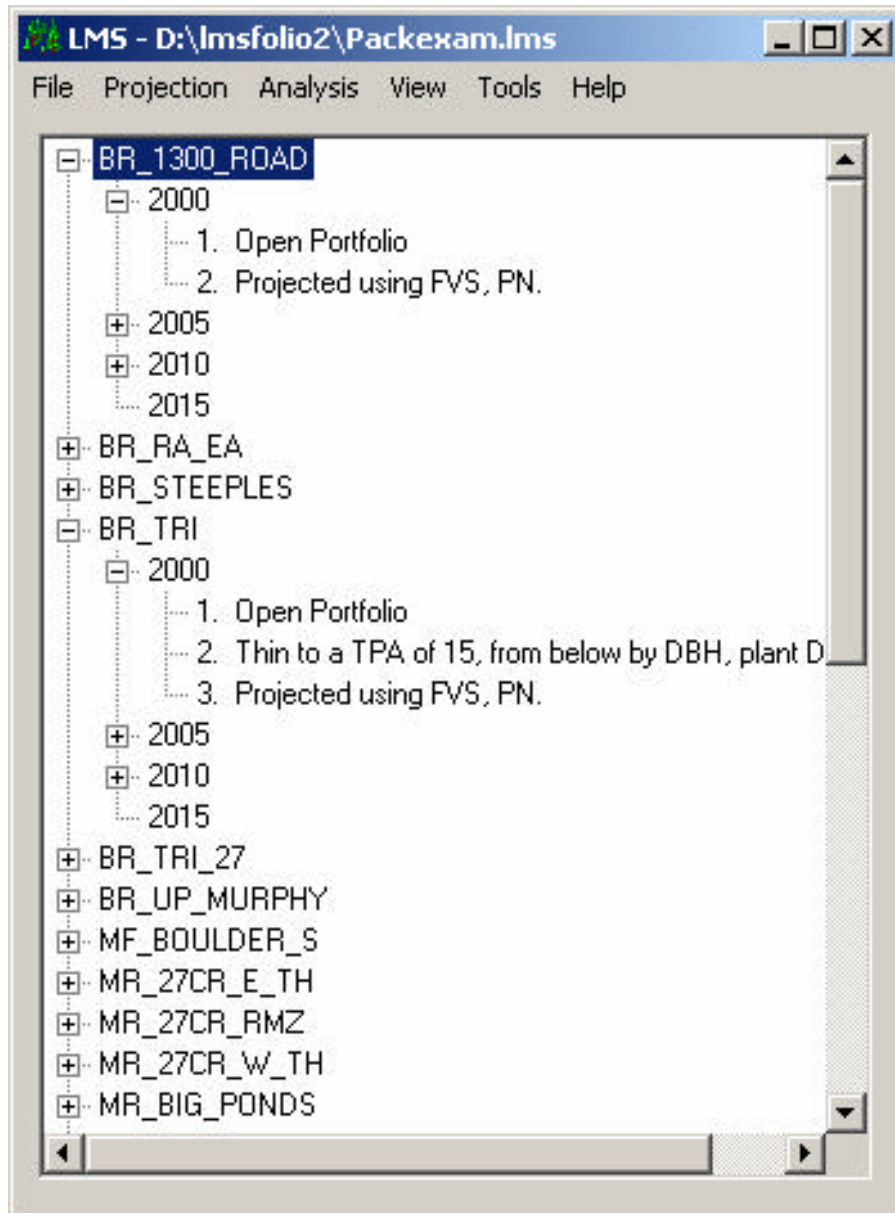 LMS - D:\lmsfolio2\Packexam.lms
File Projection Analysis View Tools Help
BR_1300_ROAD
2000
1. Open Portfolio
2. Projected using FVS, PN.
2005
2010
2015
BR_RA_EA
BR_STEEPLES
BR_TRI
2000
1. Open Portfolio
2. Thin to a TPA of 15, from below by DBH, plant D
3. Projected using FVS, PN.
2005
2010
2015
BR_TRI_27
BR_UP_MURPHY
MF_BOULDER_S
MR_27CR_E_TH
MR_27CR_RMZ
MR_27CR_W_TH
MR_BIG_PONDS